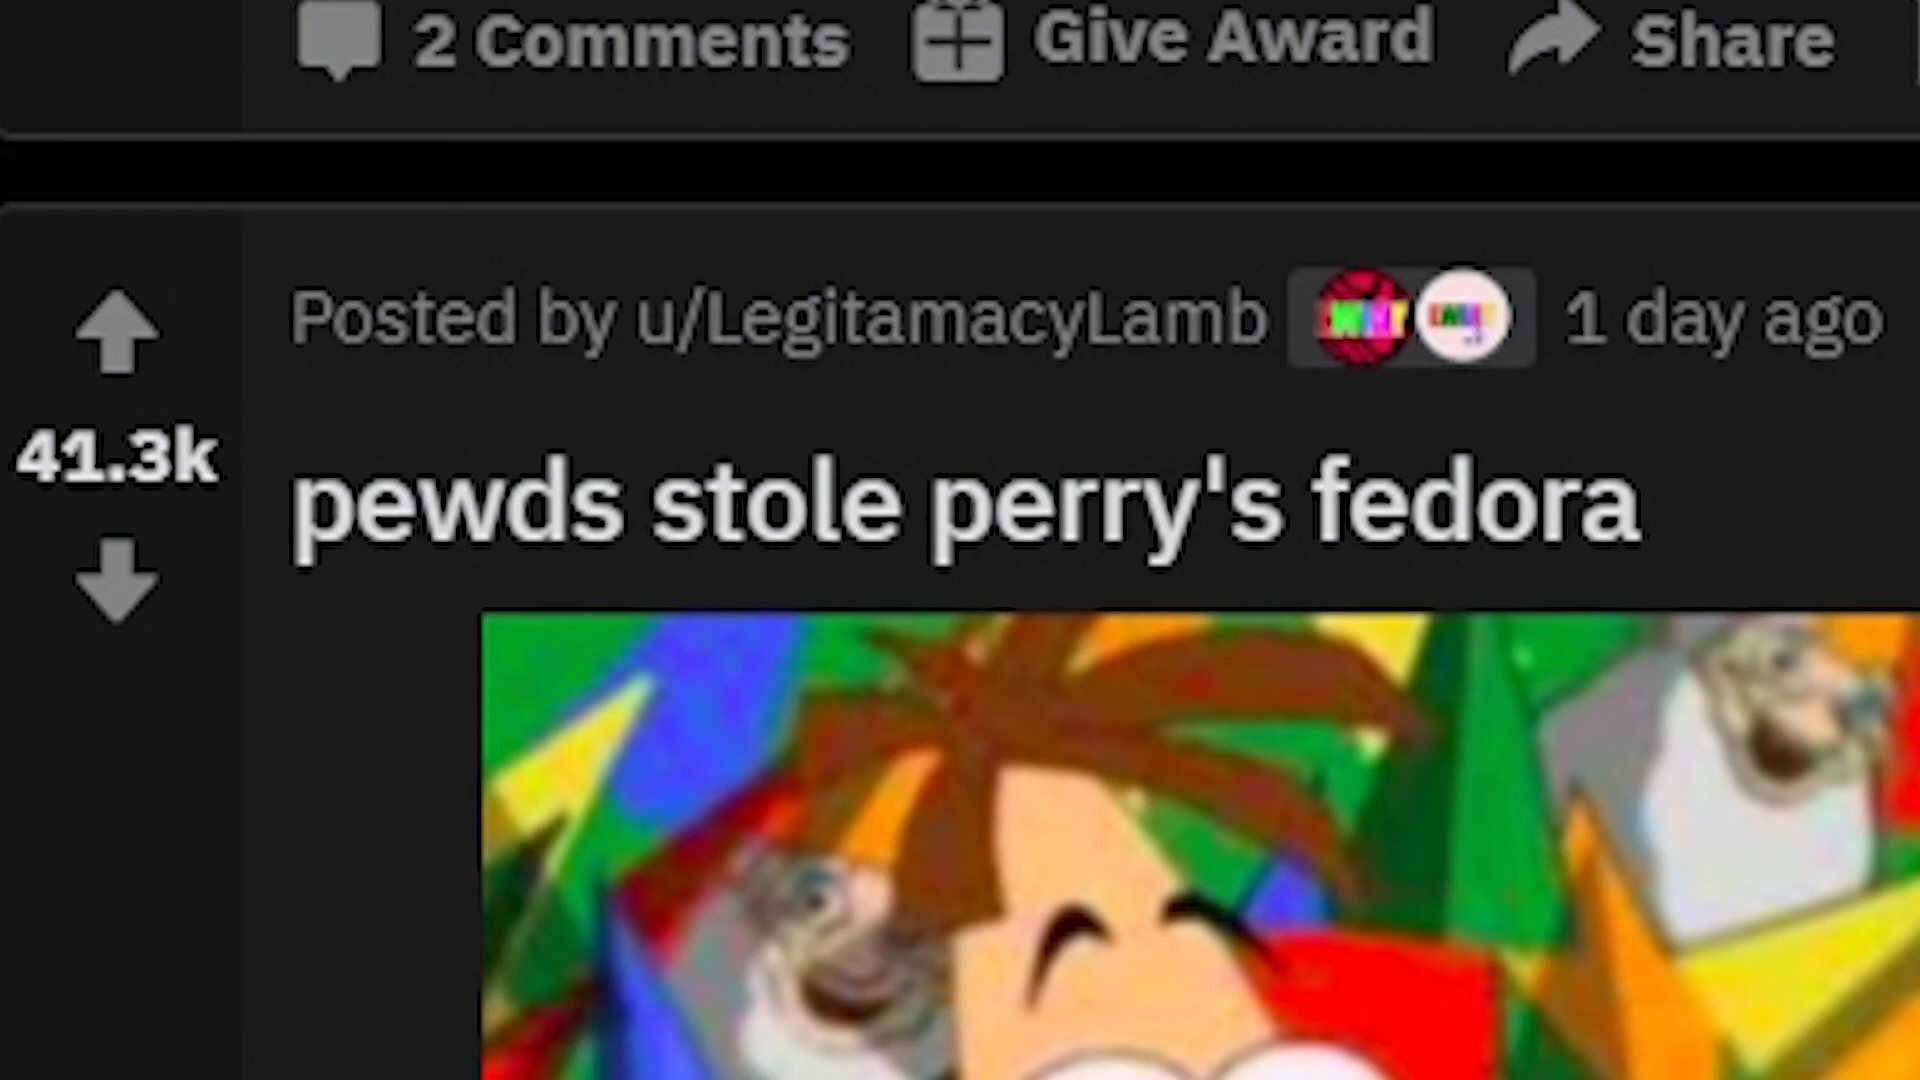 2 Comments Give Award Share
Posted by u/LegitamacyLamb 1 day ago
41.3k
pewds stole perry's fedora